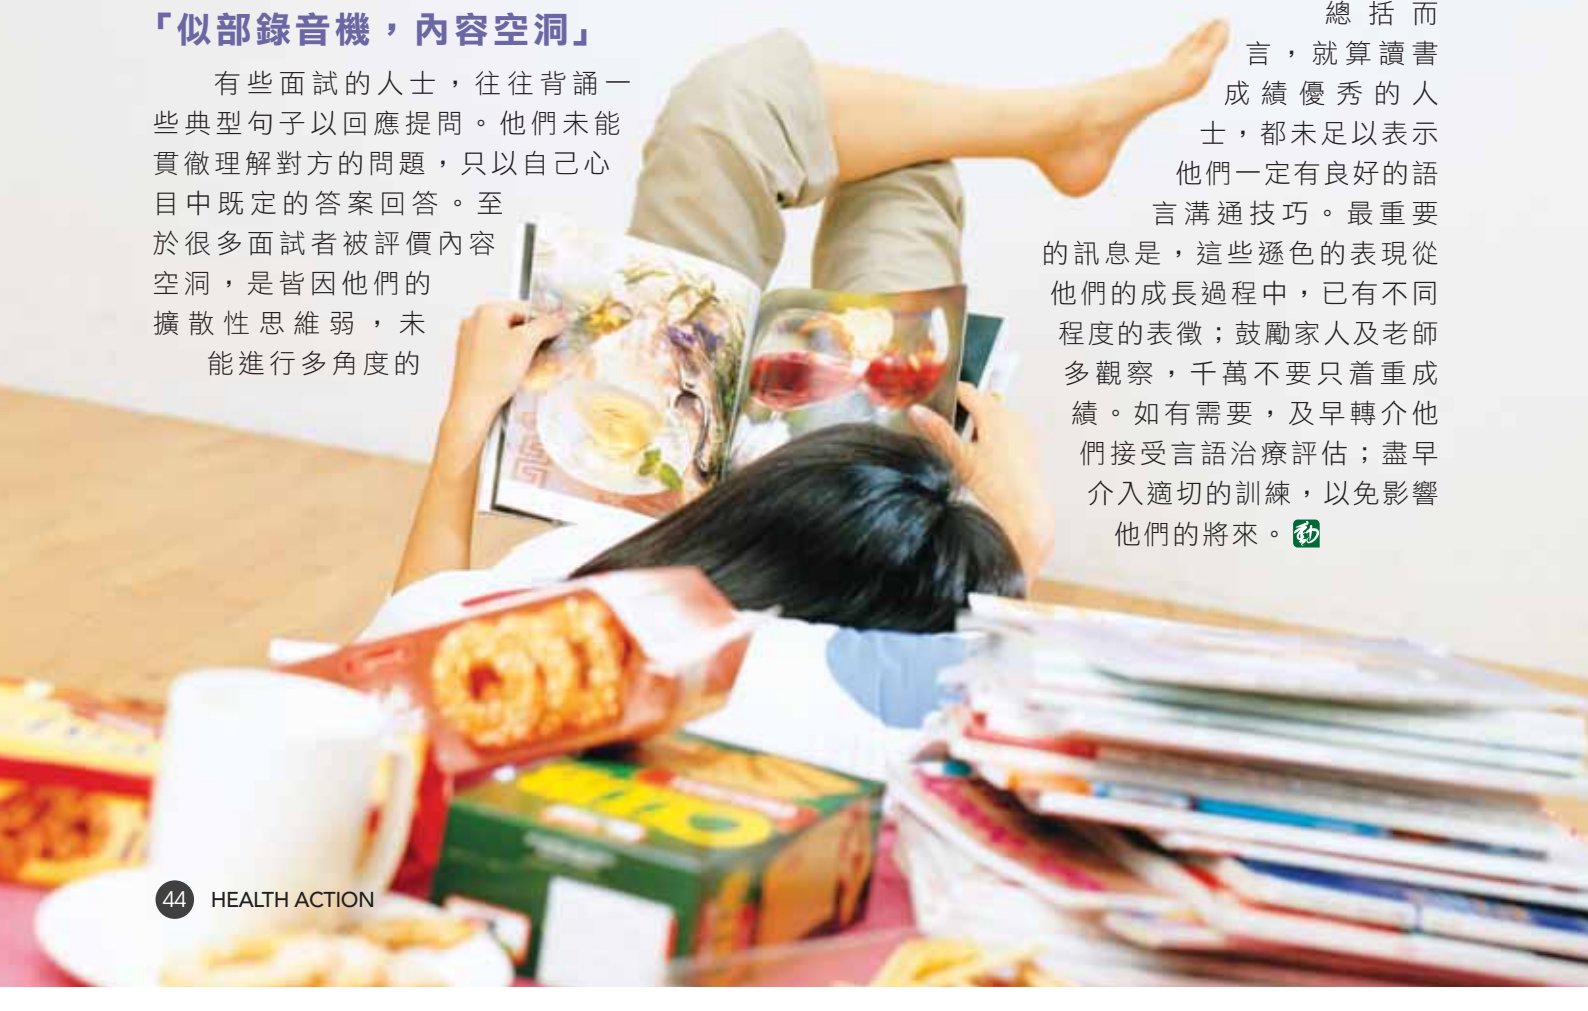 「似部錄音機，內容空洞」
有些面試的人士，往往背誦一
些典型句子以回應提問。他們未能
貫徹理解對方的問題，只以自己心
目中既定的答案回答。至
於很多面試者被評價內容
空洞，是皆因他們的
擴散性思維弱，未
能進行多角度的
總括而
言，就算讀書
成績優秀的人
士，都未足以表示
他們一定有良好的語
言溝通技巧。最重要
的訊息是，這些遜色的表現從
他們的成長過程中，已有不同
程度的表徵；鼓勵家人及老師
多觀察，千萬不要只着重成
績。如有需要，及早轉介他
們接受言語治療評估；盡早
介入適切的訓練，以免影響
他們的將來。動
44 HEALTH ACTION